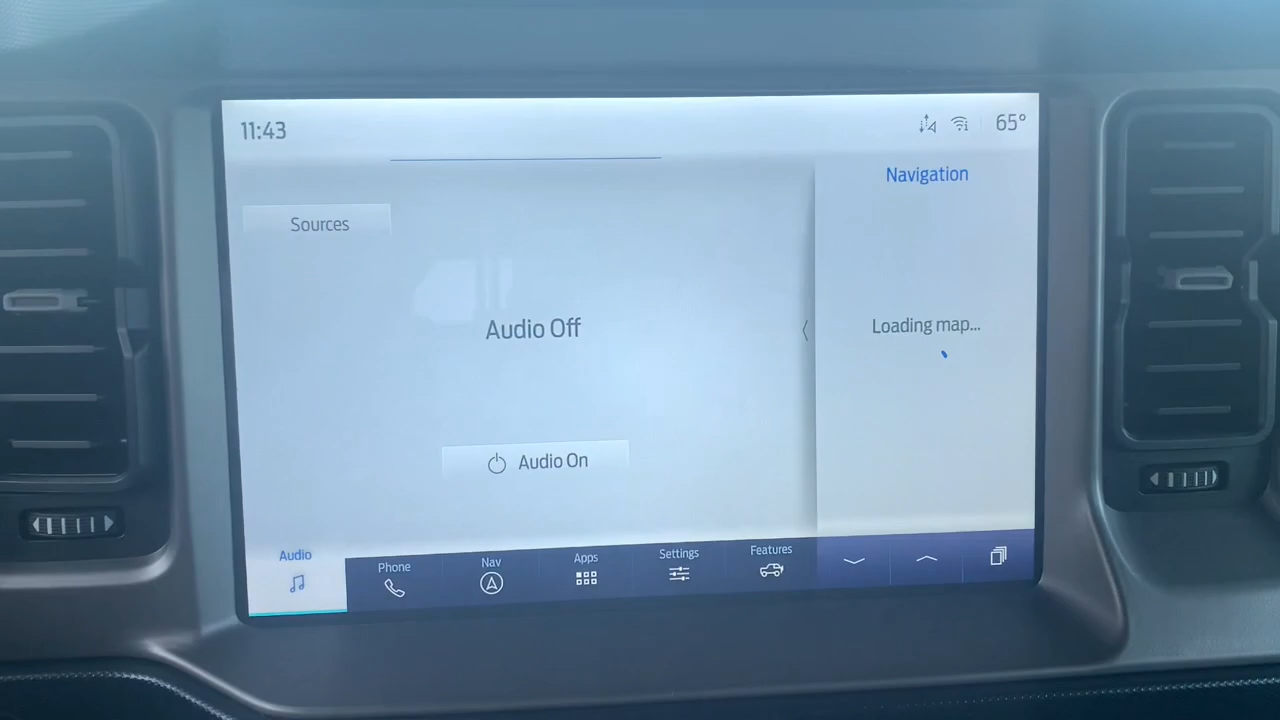 11:43
65°
Navigation
Sources
Audio Off
Loading map...
Audio On
Audio
Phone
Nav
Apps
Settings
Features